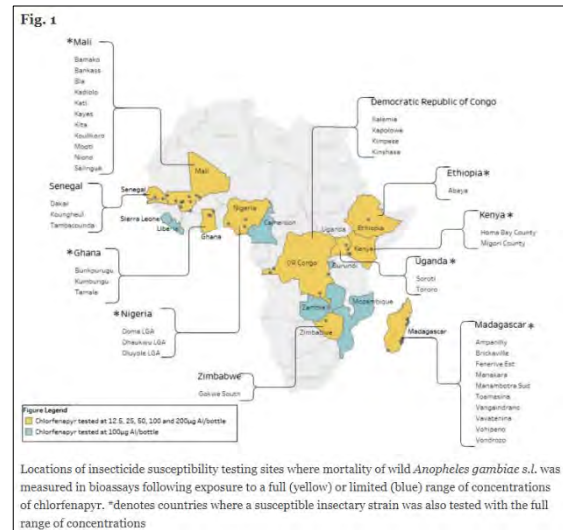 Fig. 1
*Mali
Bamako
Bankass
Bla
Kadiolo
Kati
Kayes
Kita
Koulikoro
Mopti
Niono
Selingué
Senegal
Dakar
Koungheul
Tambacounda
*Ghana
Bunkpurugu
Kumbungu
Tamale
*Nigeria
Doma LGA
Ohaukwu LGA
Oluyole LGA
Zimbabwe
Gokwe South
Democratic Republic of Congo
Kalemia
Kapolowe
Kimpese
Kinshasa
Ethiopia*
Abaya
Kenya*
Homa Bay County
Migori County
Uganda*
Soroti
Tororo
Madagascar*
Ampanihy
Brickaville
Fenerive Est
Manakara
Manambotra Sud
Toamasina
Vangaindrano
Vavatenina
Vohipeno
Vondrozo
Mali
Senegal
Sierra Leone
Liberia
Ghana
Nigeria
Cameroon
DR Congo
Uganda
Ethiopia
Kenya
Burundi
Zambia
Mozambique
Zimbabwe
Madagascar
Figure Legend
Chlorfenapyr tested at 12.5, 25, 50, 100 and 200µg AI/bottle
Chlorfenapyr tested at 100µg AI/bottle
Locations of insecticide susceptibility testing sites where mortality of wild Anopheles gambiae s.l. was
measured in bioassays following exposure to a full (yellow) or limited (blue) range of concentrations
of chlorfenapyr. *denotes countries where a susceptible insectary strain was also tested with the full
range of concentrations